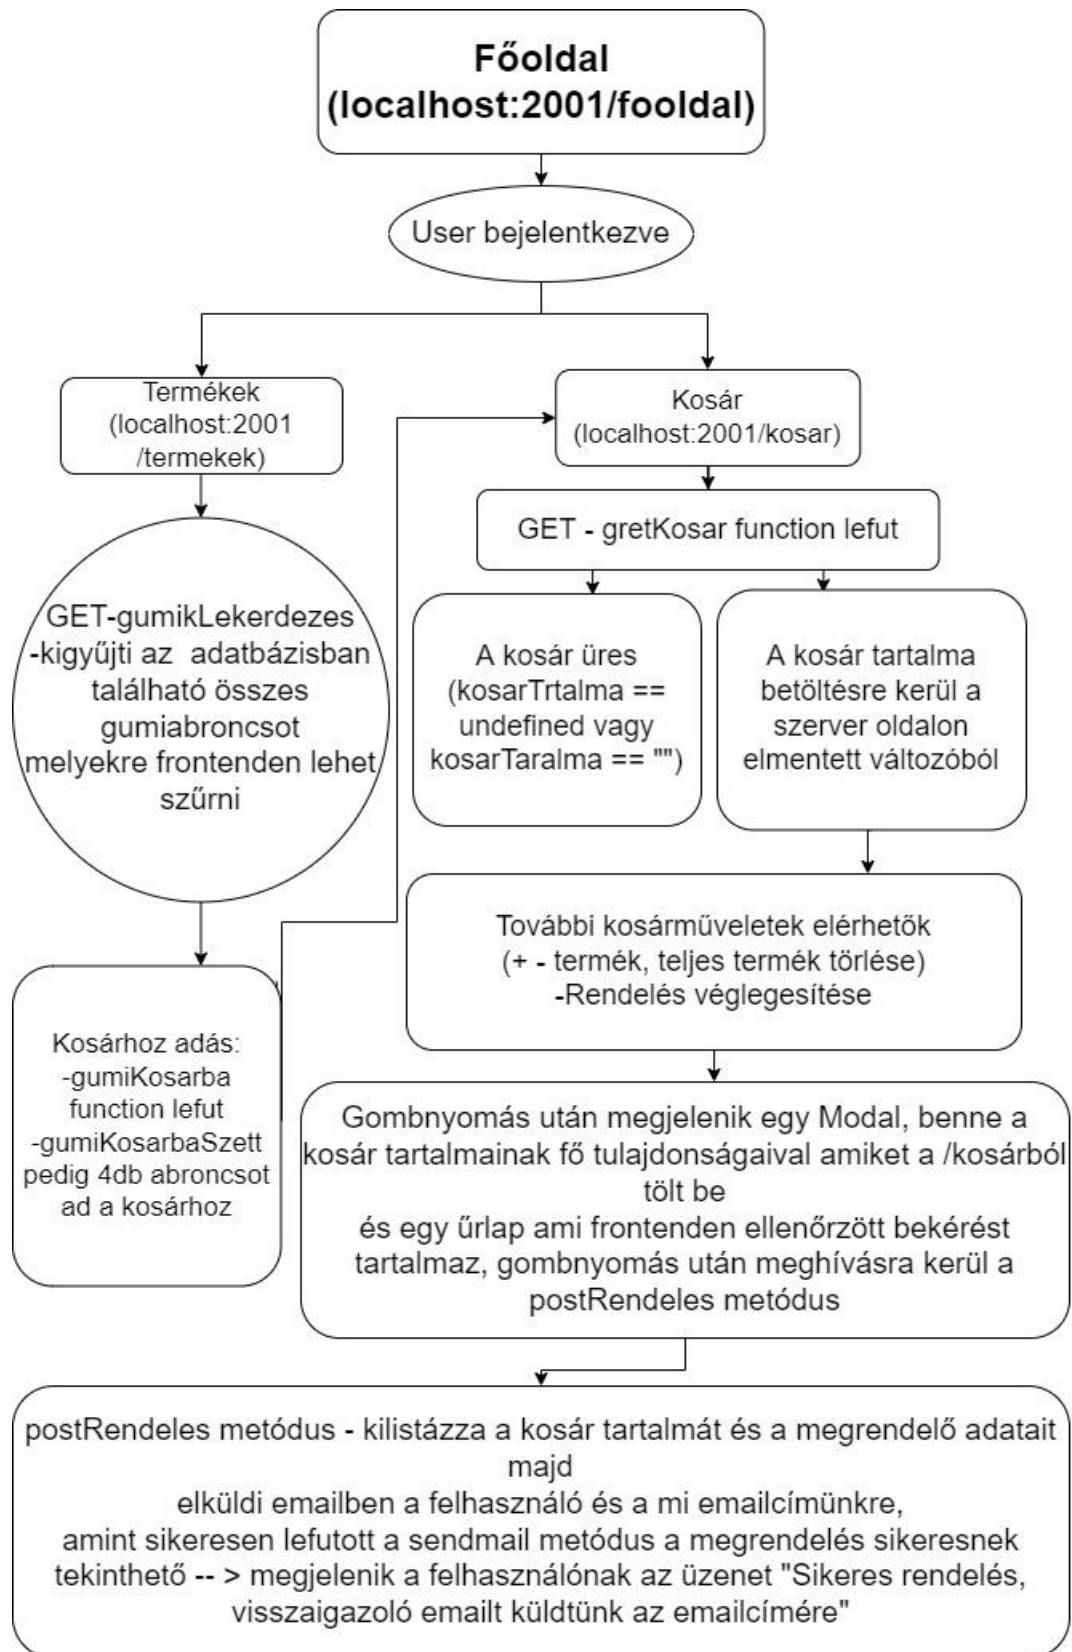 Főoldal
(localhost:2001/fooldal)
User bejelentkezve
Termékek
(localhost:2001
/termekek)
Kosár
(localhost:2001/kosar)
GET - gretKosar function lefut
GET-gumikLekerdezes
-kigyűjti az adatbázisban
található összes
gumiabroncsot
melyekre frontenden lehet
szűrni
A kosár üres
(kosarTrtalma ==
undefined vagy
kosarTaralma == "")
A kosár tartalma
betöltésre kerül a
szerver oldalon
elmentett változóból
További kosárműveletek elérhetők
(+ - termék, teljes termék törlése)
-Rendelés véglegesítése
Kosárhoz adás:
-gumiKosarba
function lefut
-gumiKosarbaSzett
pedig 4db abroncsot
ad a kosárhoz
Gombnyomás után megjelenik egy Modal, benne a
kosár tartalmainak fő tulajdonságaival amiket a /kosárból
tölt be
és egy űrlap ami frontenden ellenőrzött bekérést
tartalmaz, gombnyomás után meghívásra kerül a
postRendeles metódus
postRendeles metódus - kilistázza a kosár tartalmát és a megrendelő adatait
majd
elküldi emailben a felhasználó és a mi emailcímünkre,
amint sikeresen lefutott a sendmail metódus a megrendelés sikeresnek
tekinthető -- > megjelenik a felhasználónak az üzenet "Sikeres rendelés,
visszaigazoló emailt küldtünk az emailcímére"